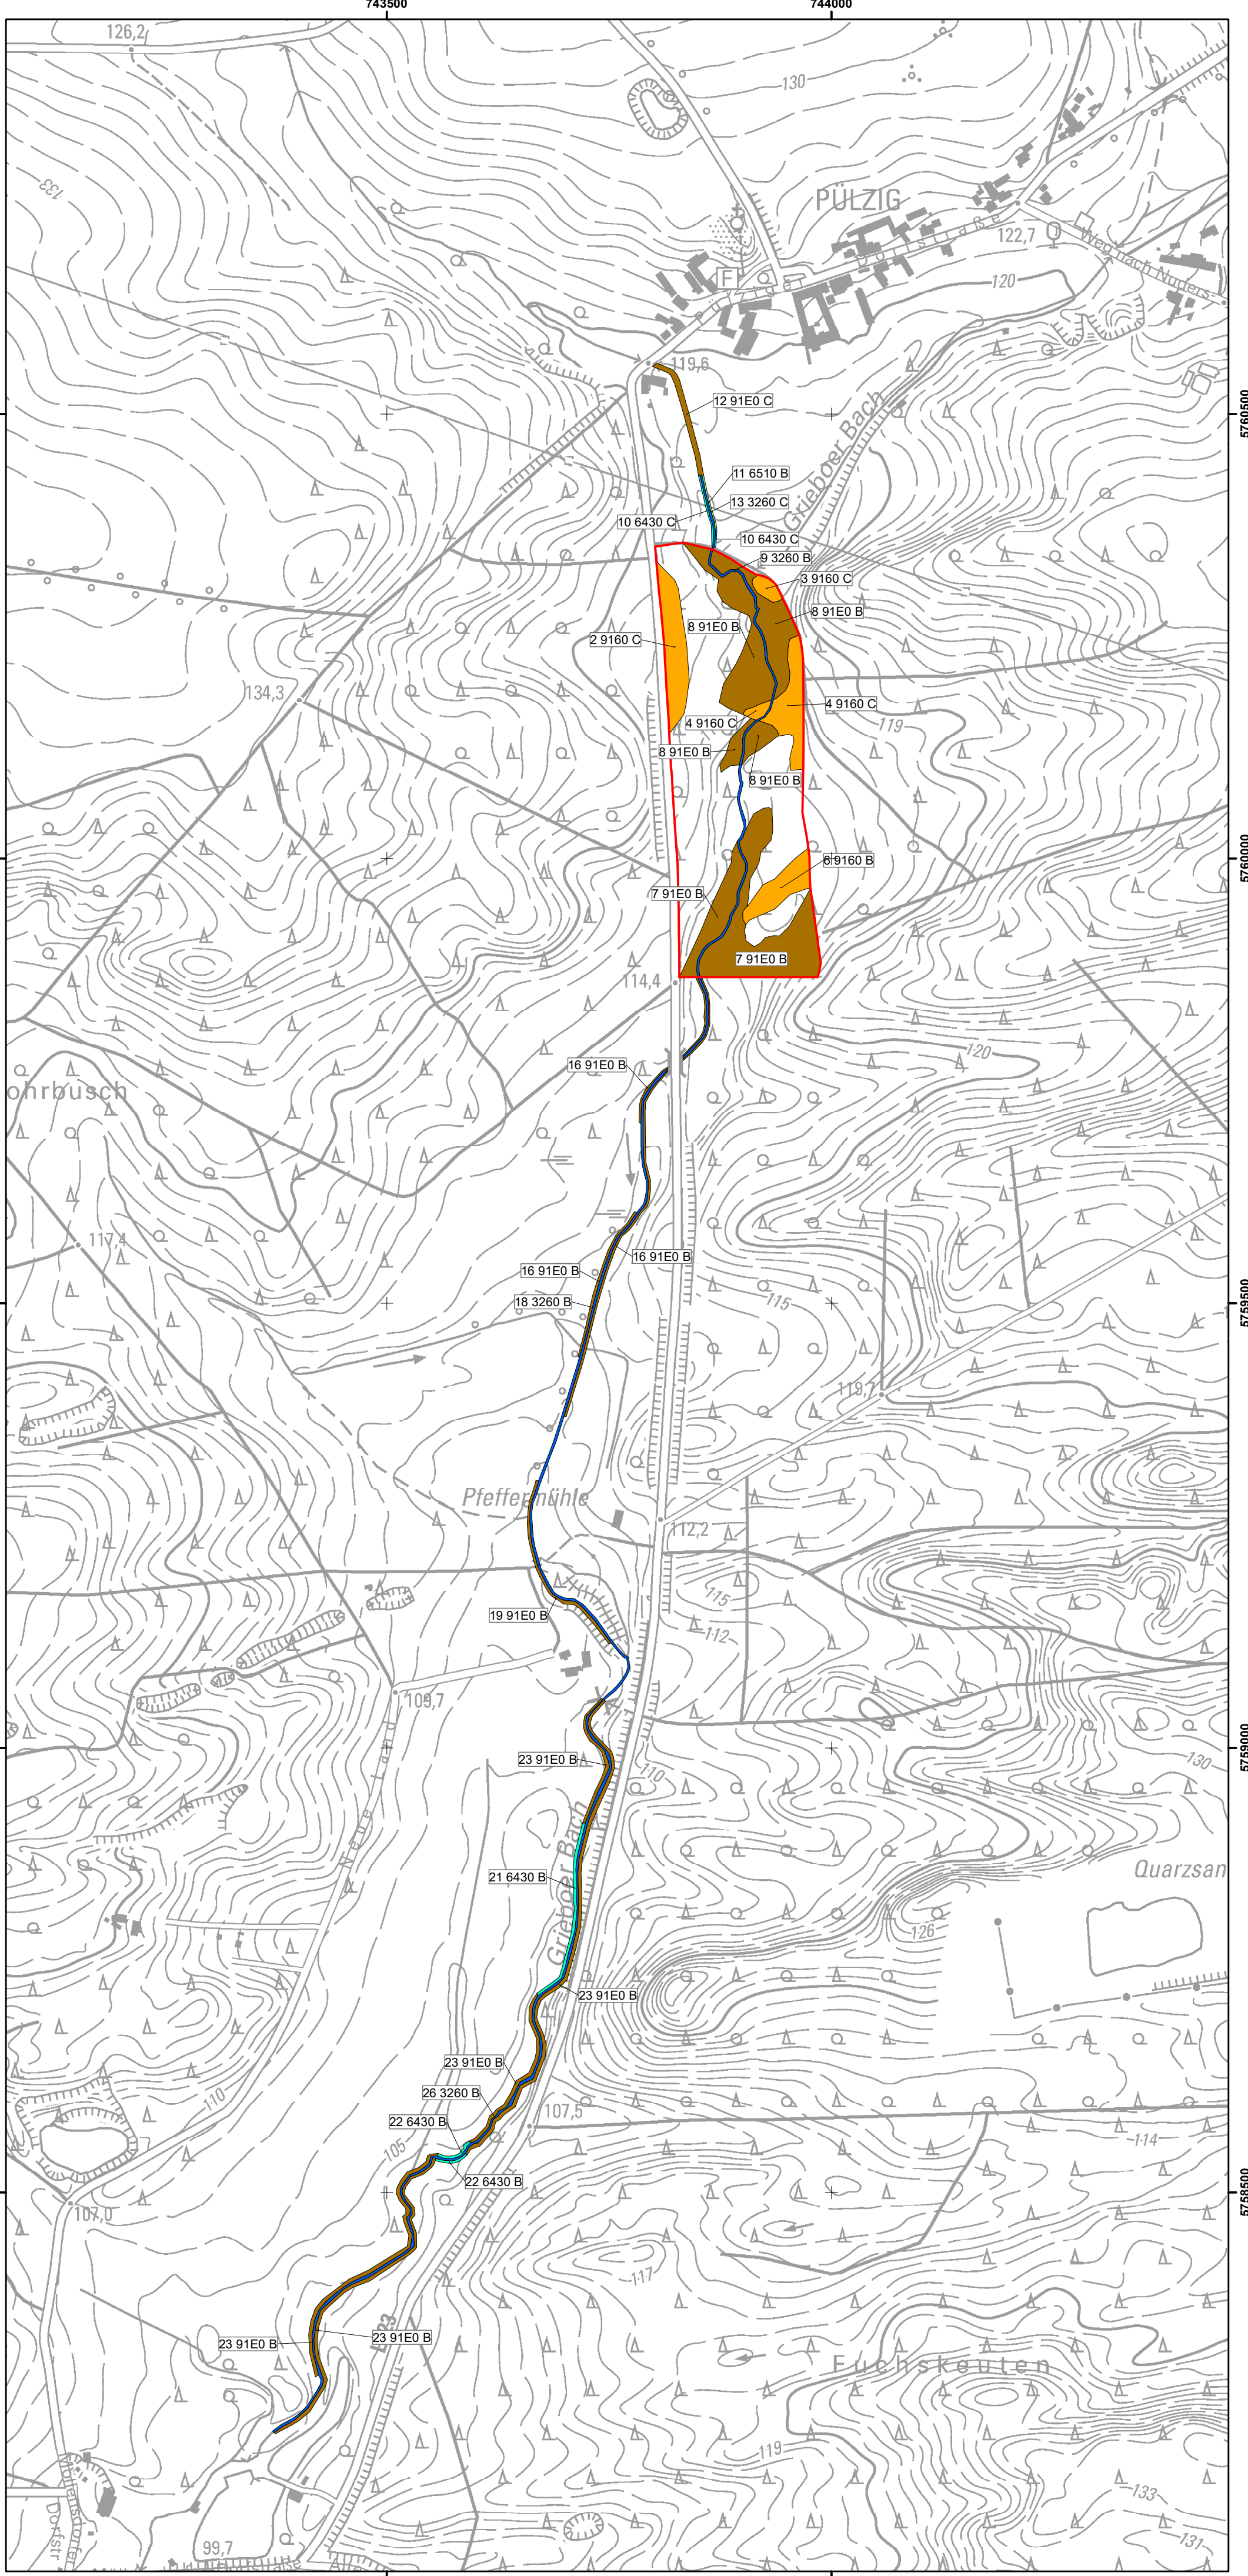 743500
744000
126,2
130
133
PÜLZIG
Dorfstraße
122,7
Weg nach Nuders
F
Pülziger
120
119,6
12 91E0 C
5760500
Grieboer Bach
11 6510 B
13 3260 C
10 6430 C
10 6430 C
9 3260 B
3 9160 C
8 91E0 B
8 91E0 B
2 9160 C
134,3
4 9160 C
4 9160 C
119
8 91E0 B
8 91E0 B
5760000
6 9160 B
7 91E0 B
7 91E0 B
114,4
120
16 91E0 B
ohrbusch
117,4
16 91E0 B
16 91E0 B
18 3260 B
115
5759500
119,7
Pfeffermühle
112,2
115
19 91E0 B
112
109,7
Neue Land
5759000
23 91E0 B
110
130
Grieboer Bach
Quarzsan
21 6430 B
126
23 91E0 B
23 91E0 B
26 3260 B
110
22 6430 B
107,5
105
114
22 6430 B
5758500
107,0
117
23 91E0 B
23 91E0 B
Fuchskeuten
119
133
Dorfstr
99,7
131